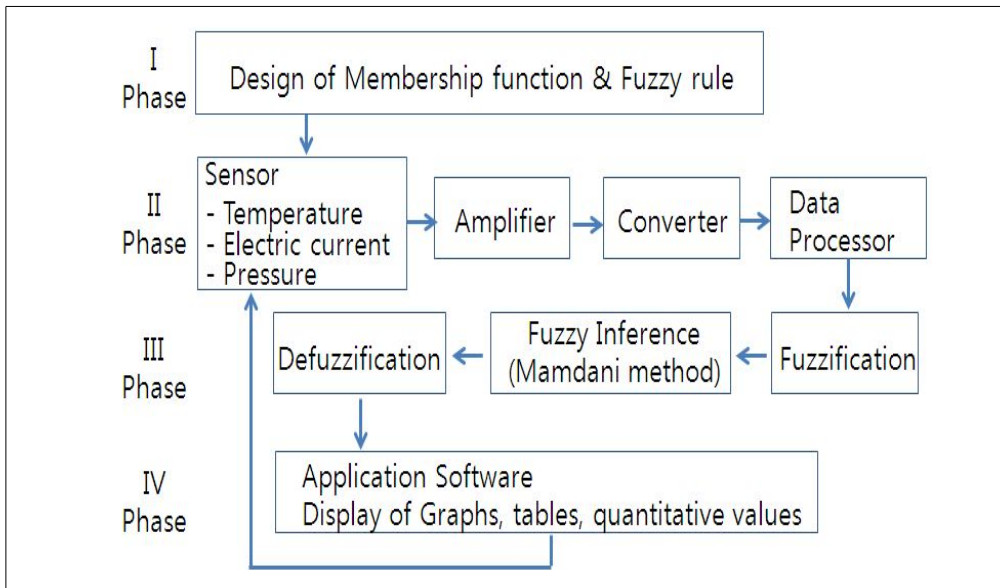 I
Phase
Design of Membership function & Fuzzy rule
II
Phase
Sensor
- Temperature
- Electric current
- Pressure
Amplifier
Converter
Data
Processor
III
Phase
Defuzzification
Fuzzy Inference
(Mamdani method)
Fuzzification
IV
Phase
Application Software
Display of Graphs, tables, quantitative values